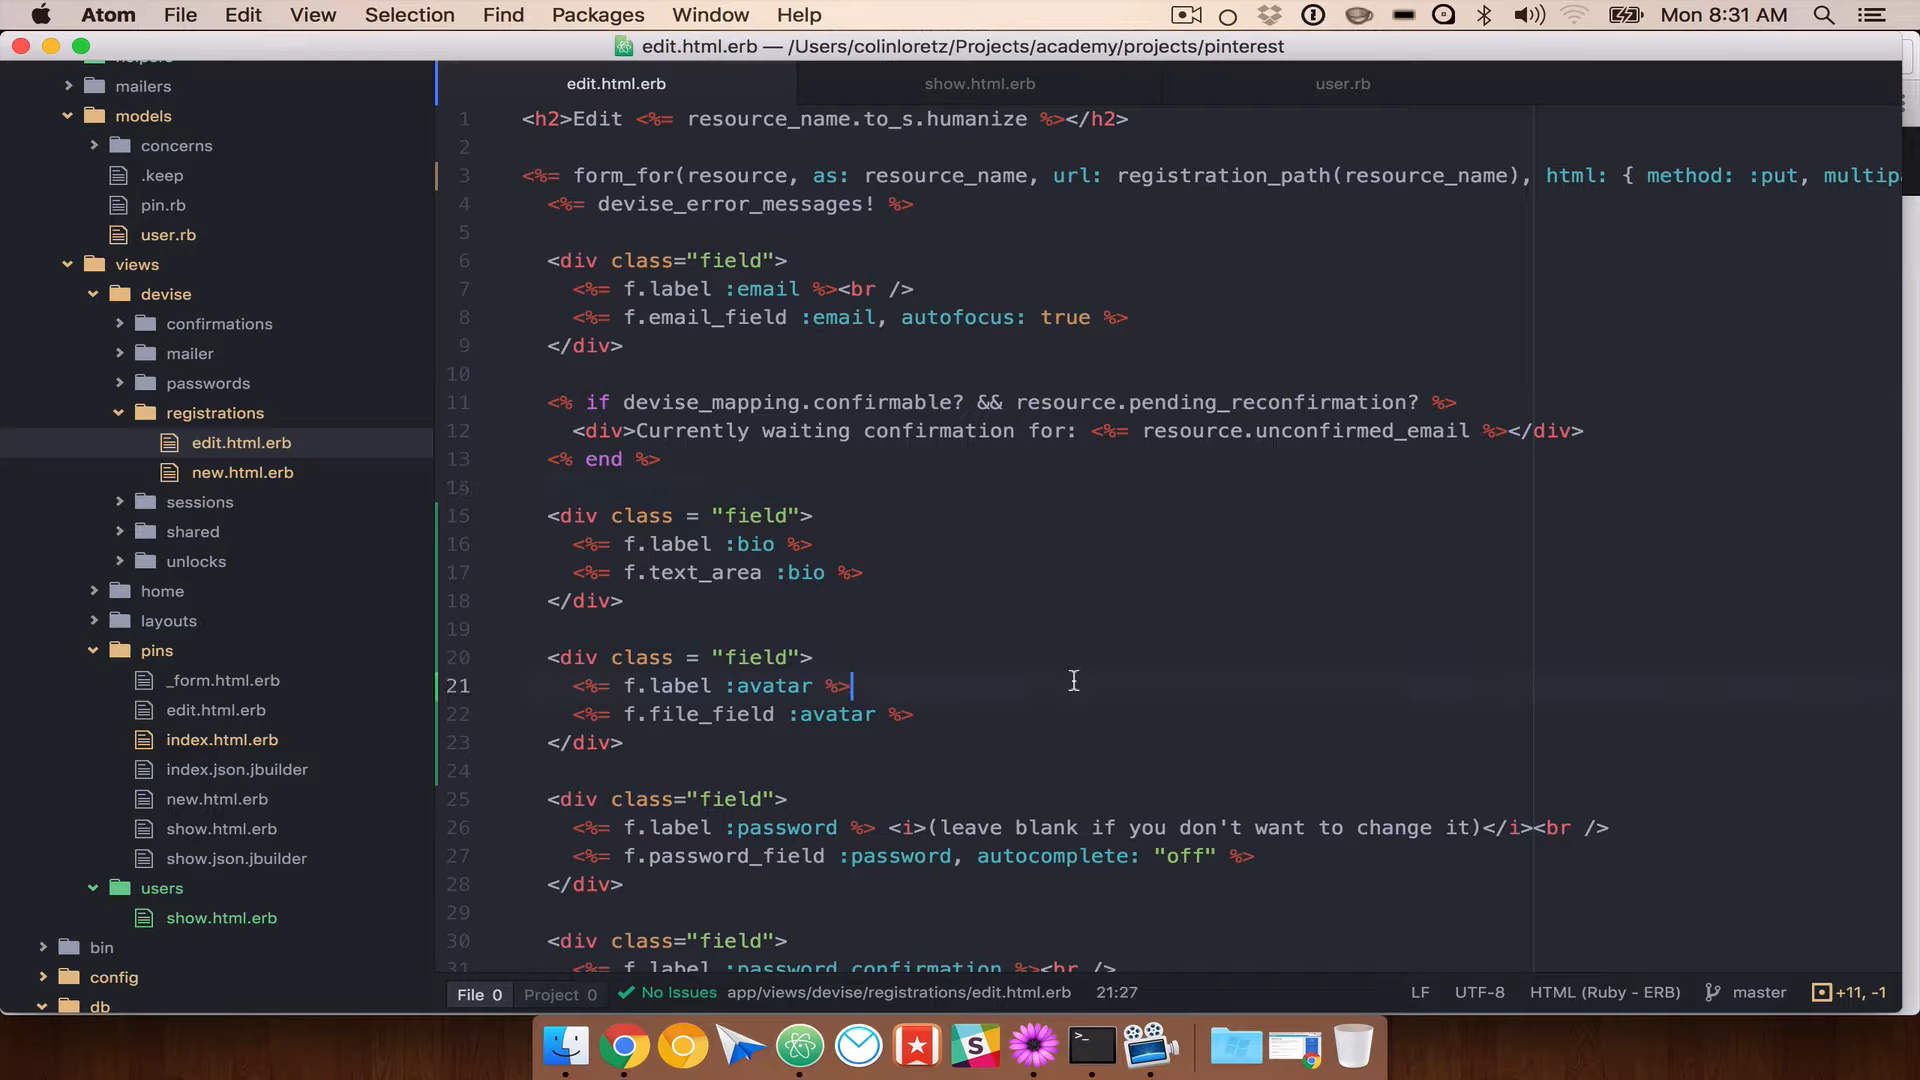 Atom File Edit View Selection Find Packages Window Help Mon 8:31 AM
edit.html.erb — /Users/colinloretz/Projects/academy/projects/pinterest
helpers
mailers
models
concerns
.keep
pin.rb
user.rb
views
devise
confirmations
mailer
passwords
registrations
edit.html.erb
new.html.erb
sessions
shared
unlocks
home
layouts
pins
_form.html.erb
edit.html.erb
index.html.erb
index.json.jbuilder
new.html.erb
show.html.erb
show.json.jbuilder
users
show.html.erb
bin
config
db
edit.html.erb show.html.erb user.rb
1 <h2>Edit <%= resource_name.to_s.humanize %></h2>
2
3 <%= form_for(resource, as: resource_name, url: registration_path(resource_name), html: { method: :put, multipa
4 <%= devise_error_messages! %>
5
6 <div class="field">
7 <%= f.label :email %><br />
8 <%= f.email_field :email, autofocus: true %>
9 </div>
10
11 <% if devise_mapping.confirmable? && resource.pending_reconfirmation? %>
12 <div>Currently waiting confirmation for: <%= resource.unconfirmed_email %></div>
13 <% end %>
15 <div class = "field">
16 <%= f.label :bio %>
17 <%= f.text_area :bio %>
18 </div>
19
20 <div class = "field">
21 <%= f.label :avatar %>
22 <%= f.file_field :avatar %>
23 </div>
24
25 <div class="field">
26 <%= f.label :password %> <i>(leave blank if you don't want to change it)</i><br />
27 <%= f.password_field :password, autocomplete: "off" %>
28 </div>
29
30 <div class="field">
31 <%= f.label :password_confirmation %><br />
File 0 Project 0 No Issues app/views/devise/registrations/edit.html.erb 21:27 LF UTF-8 HTML (Ruby - ERB) master +11, -1